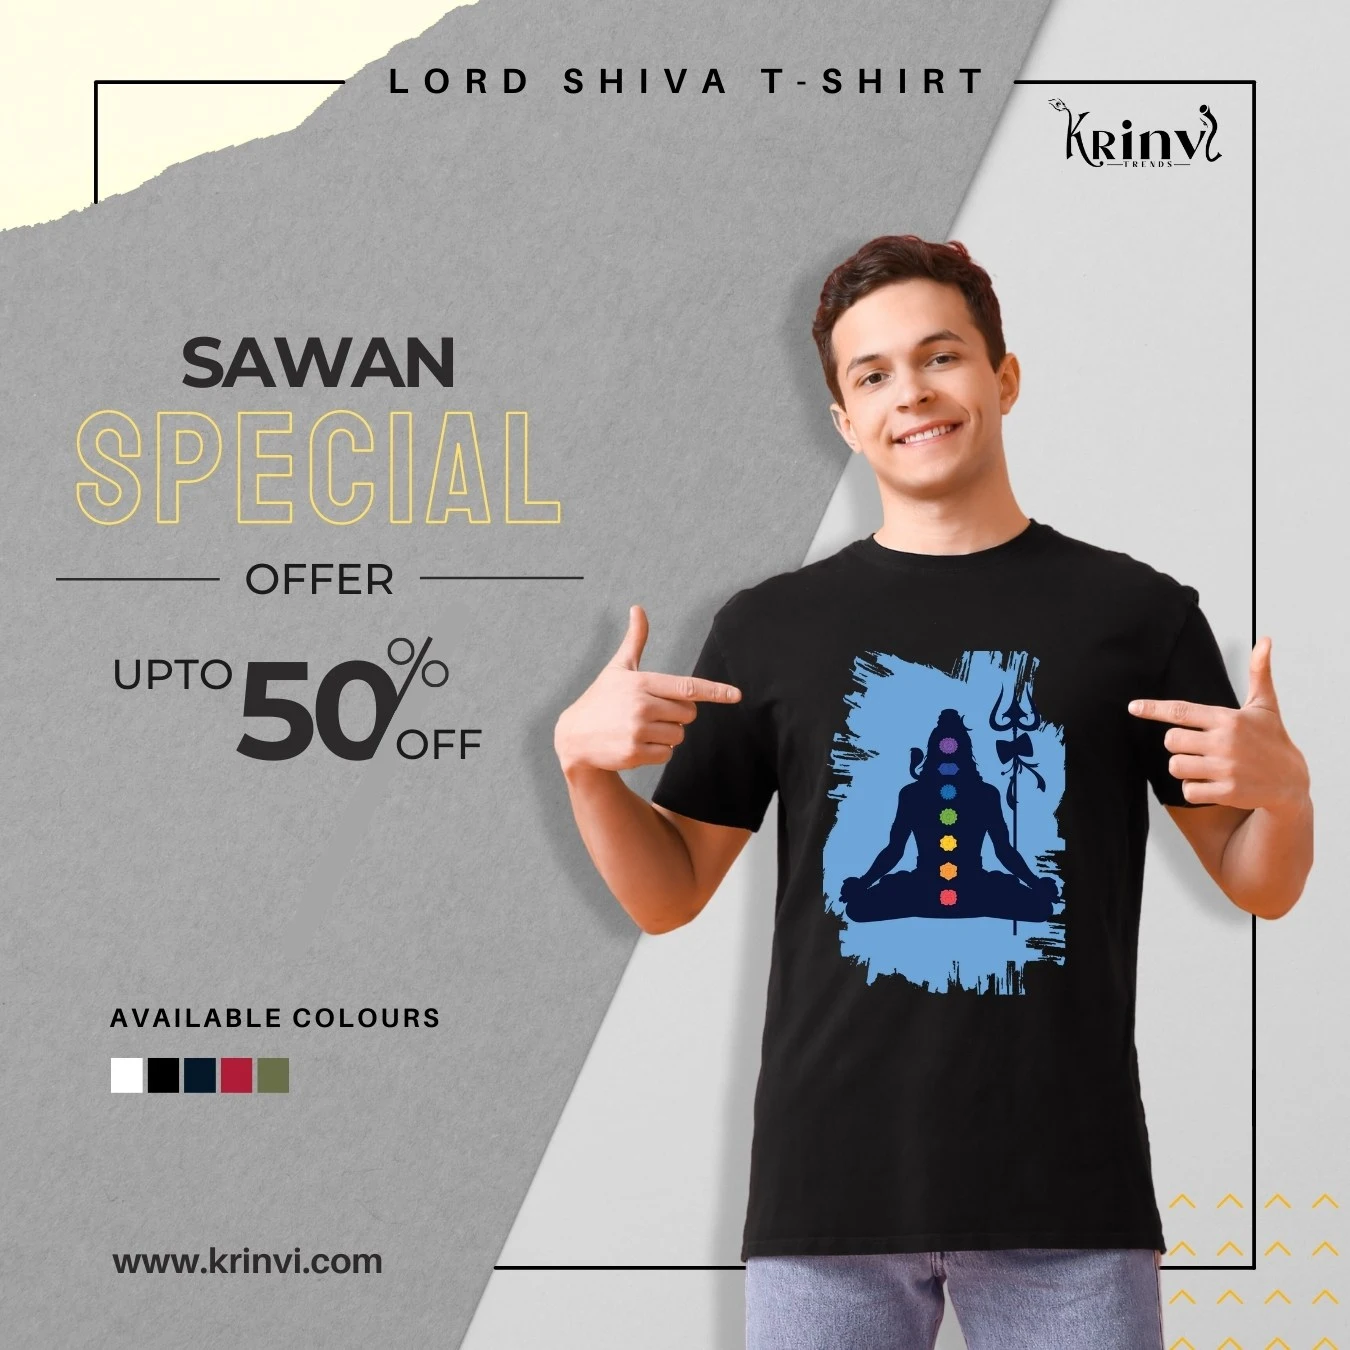 LORD SHIVA T-SHIRT
Krinvi
TRENDS
SAWAN
SPECIAL
OFFER
UPTO 50% OFF
AVAILABLE COLOURS
www.krinvi.com